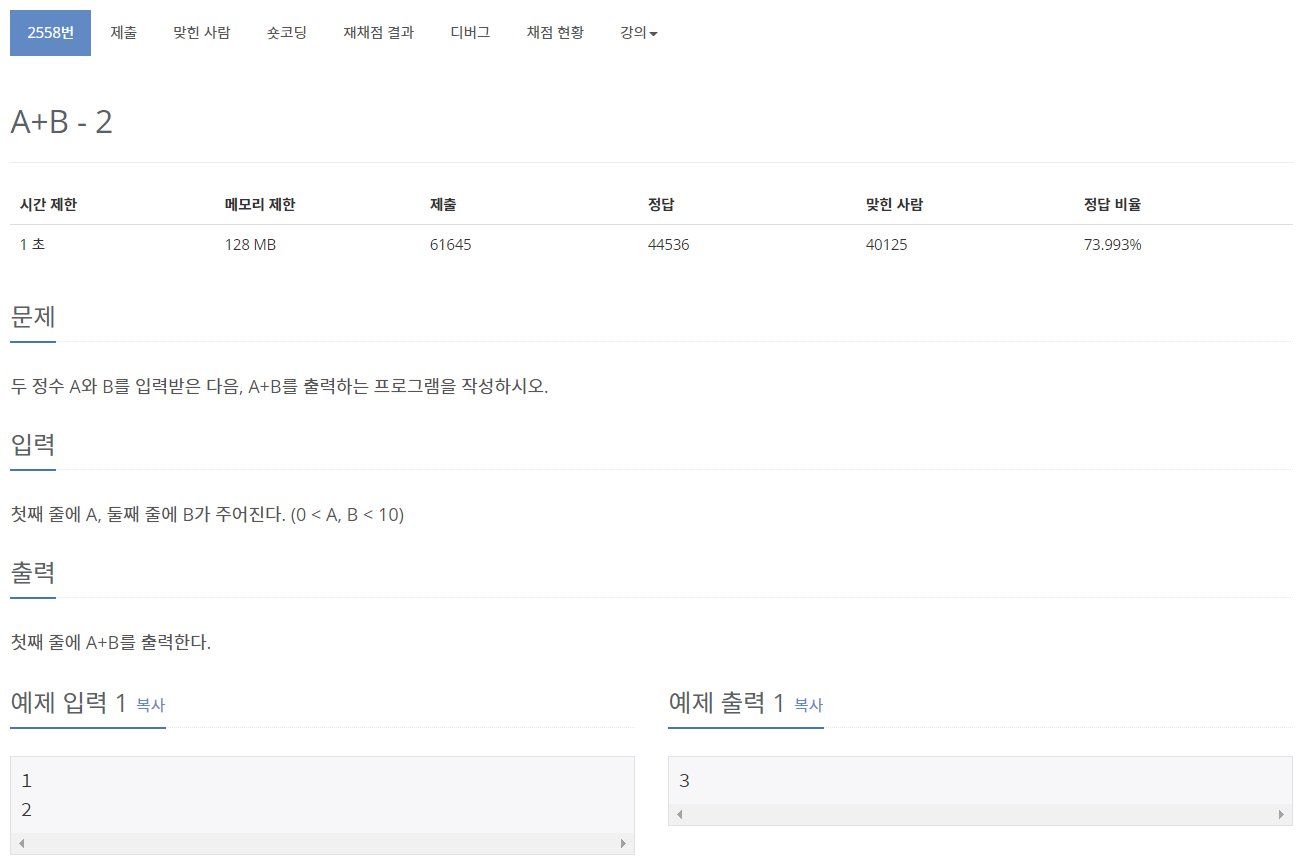 2558번 제출 맞힌 사람 숏코딩 재채점 결과 디버그 채점 현황 강의
A+B - 2
시간 제한 메모리 제한 제출 정답 맞힌 사람 정답 비율
1 초 128 MB 61645 44536 40125 73.993%
문제
두 정수 A와 B를 입력받은 다음, A+B를 출력하는 프로그램을 작성하시오.
입력
첫째 줄에 A, 둘째 줄에 B가 주어진다. (0 < A, B < 10)
출력
첫째 줄에 A+B를 출력한다.
예제 입력 1 복사
1
2
예제 출력 1 복사
3